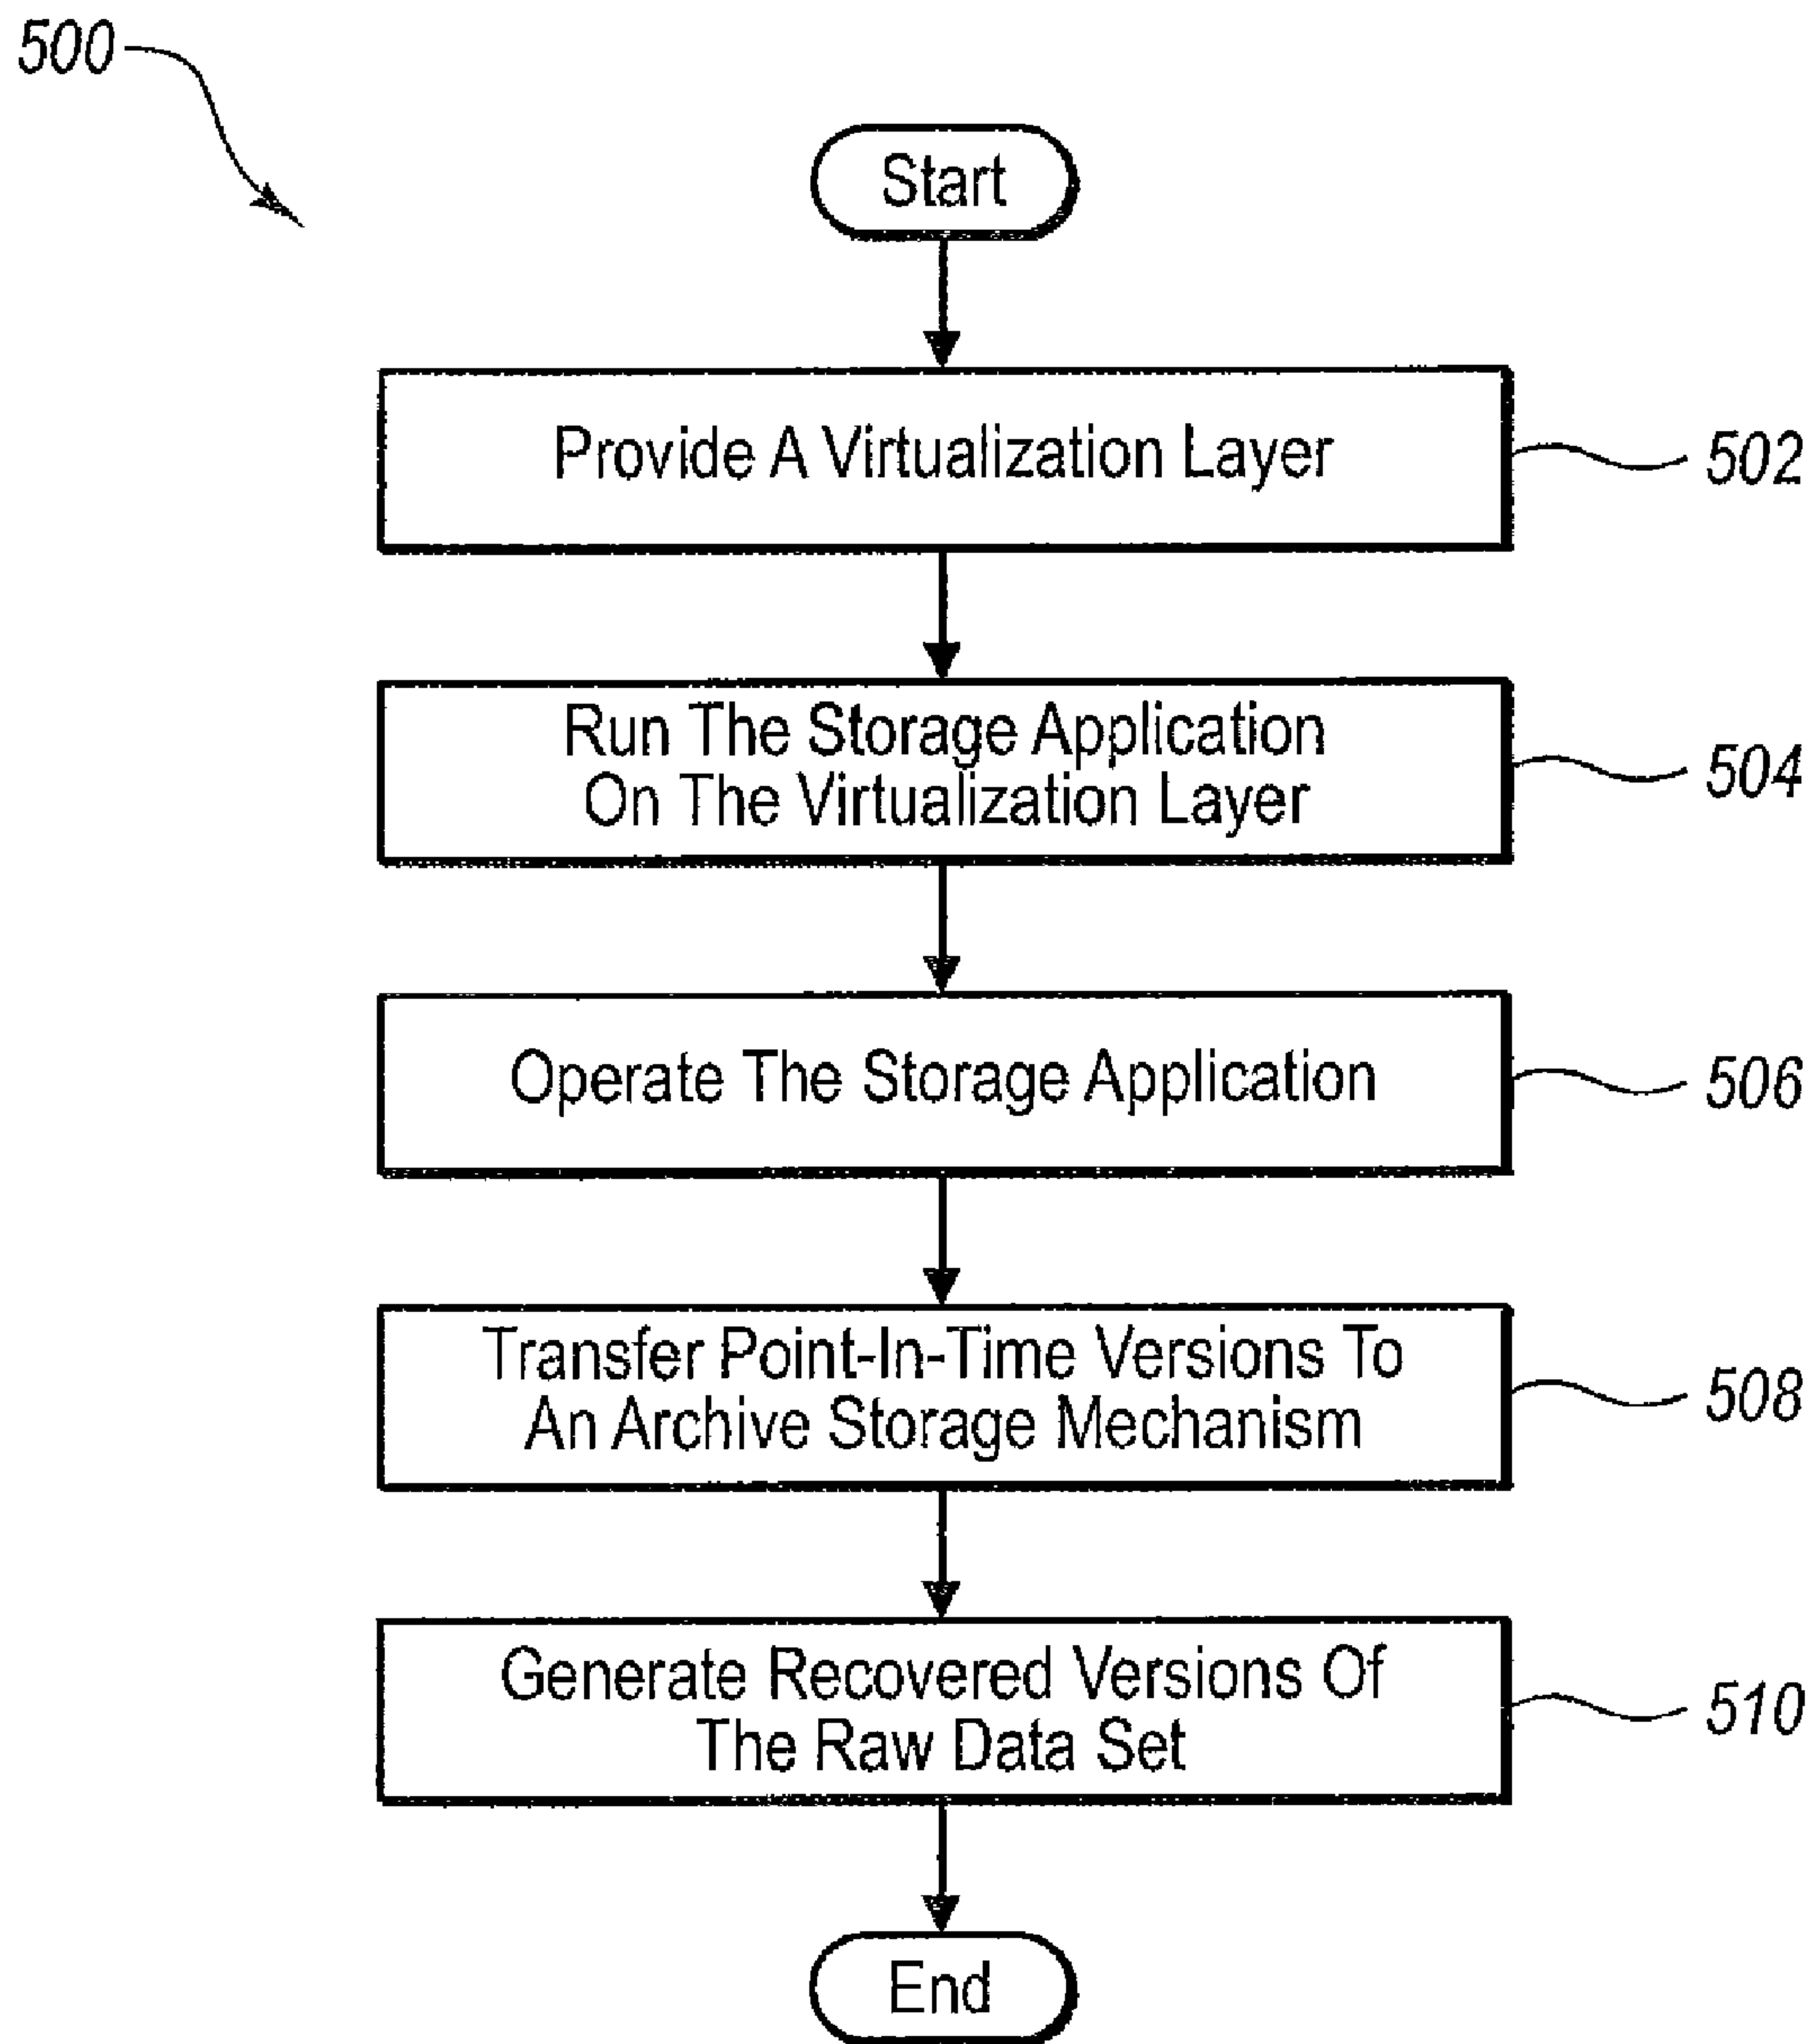 500
Start
Provide A Virtualization Layer
502
Run The Storage Application
On The Virtualization Layer
504
Operate The Storage Application
506
Transfer Point-In-Time Versions To
An Archive Storage Mechanism
508
Generate Recovered Versions Of
The Raw Data Set
510
End